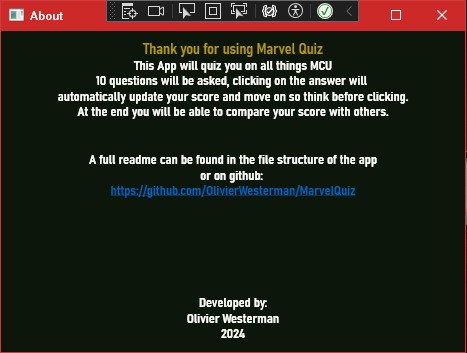 About
Thank you for using Marvel Quiz
This App will quiz you on all things MCU
10 questions will be asked, clicking on the answer will
automatically update your score and move on so think before clicking.
At the end you will be able to compare your score with others.
A full readme can be found in the file structure of the app
or on github:
https://github.com/OlivierWesterman/MarvelQuiz
Developed by:
Olivier Westerman
2024